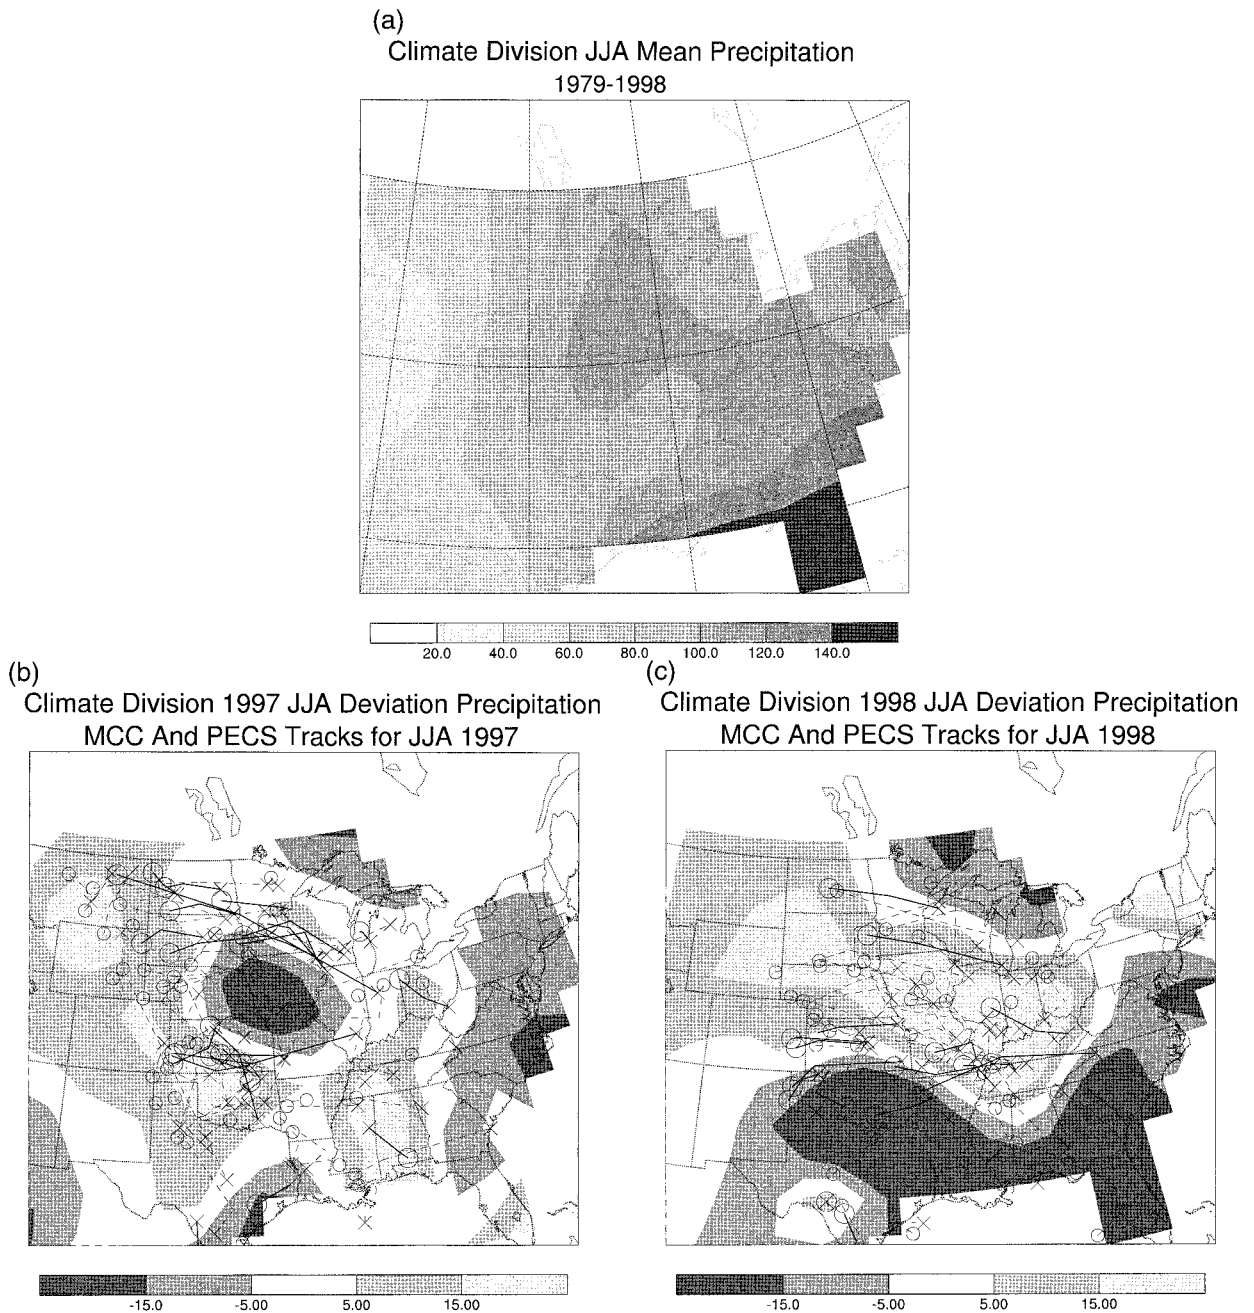 (a)
Climate Division JJA Mean Precipitation
1979-1998
20.0 40.0 60.0 80.0 100.0 120.0 140.0
(b)
Climate Division 1997 JJA Deviation Precipitation
MCC And PECS Tracks for JJA 1997
-15.0 -5.00 5.00 15.00
(c)
Climate Division 1998 JJA Deviation Precipitation
MCC And PECS Tracks for JJA 1998
-15.0 -5.00 5.00 15.00